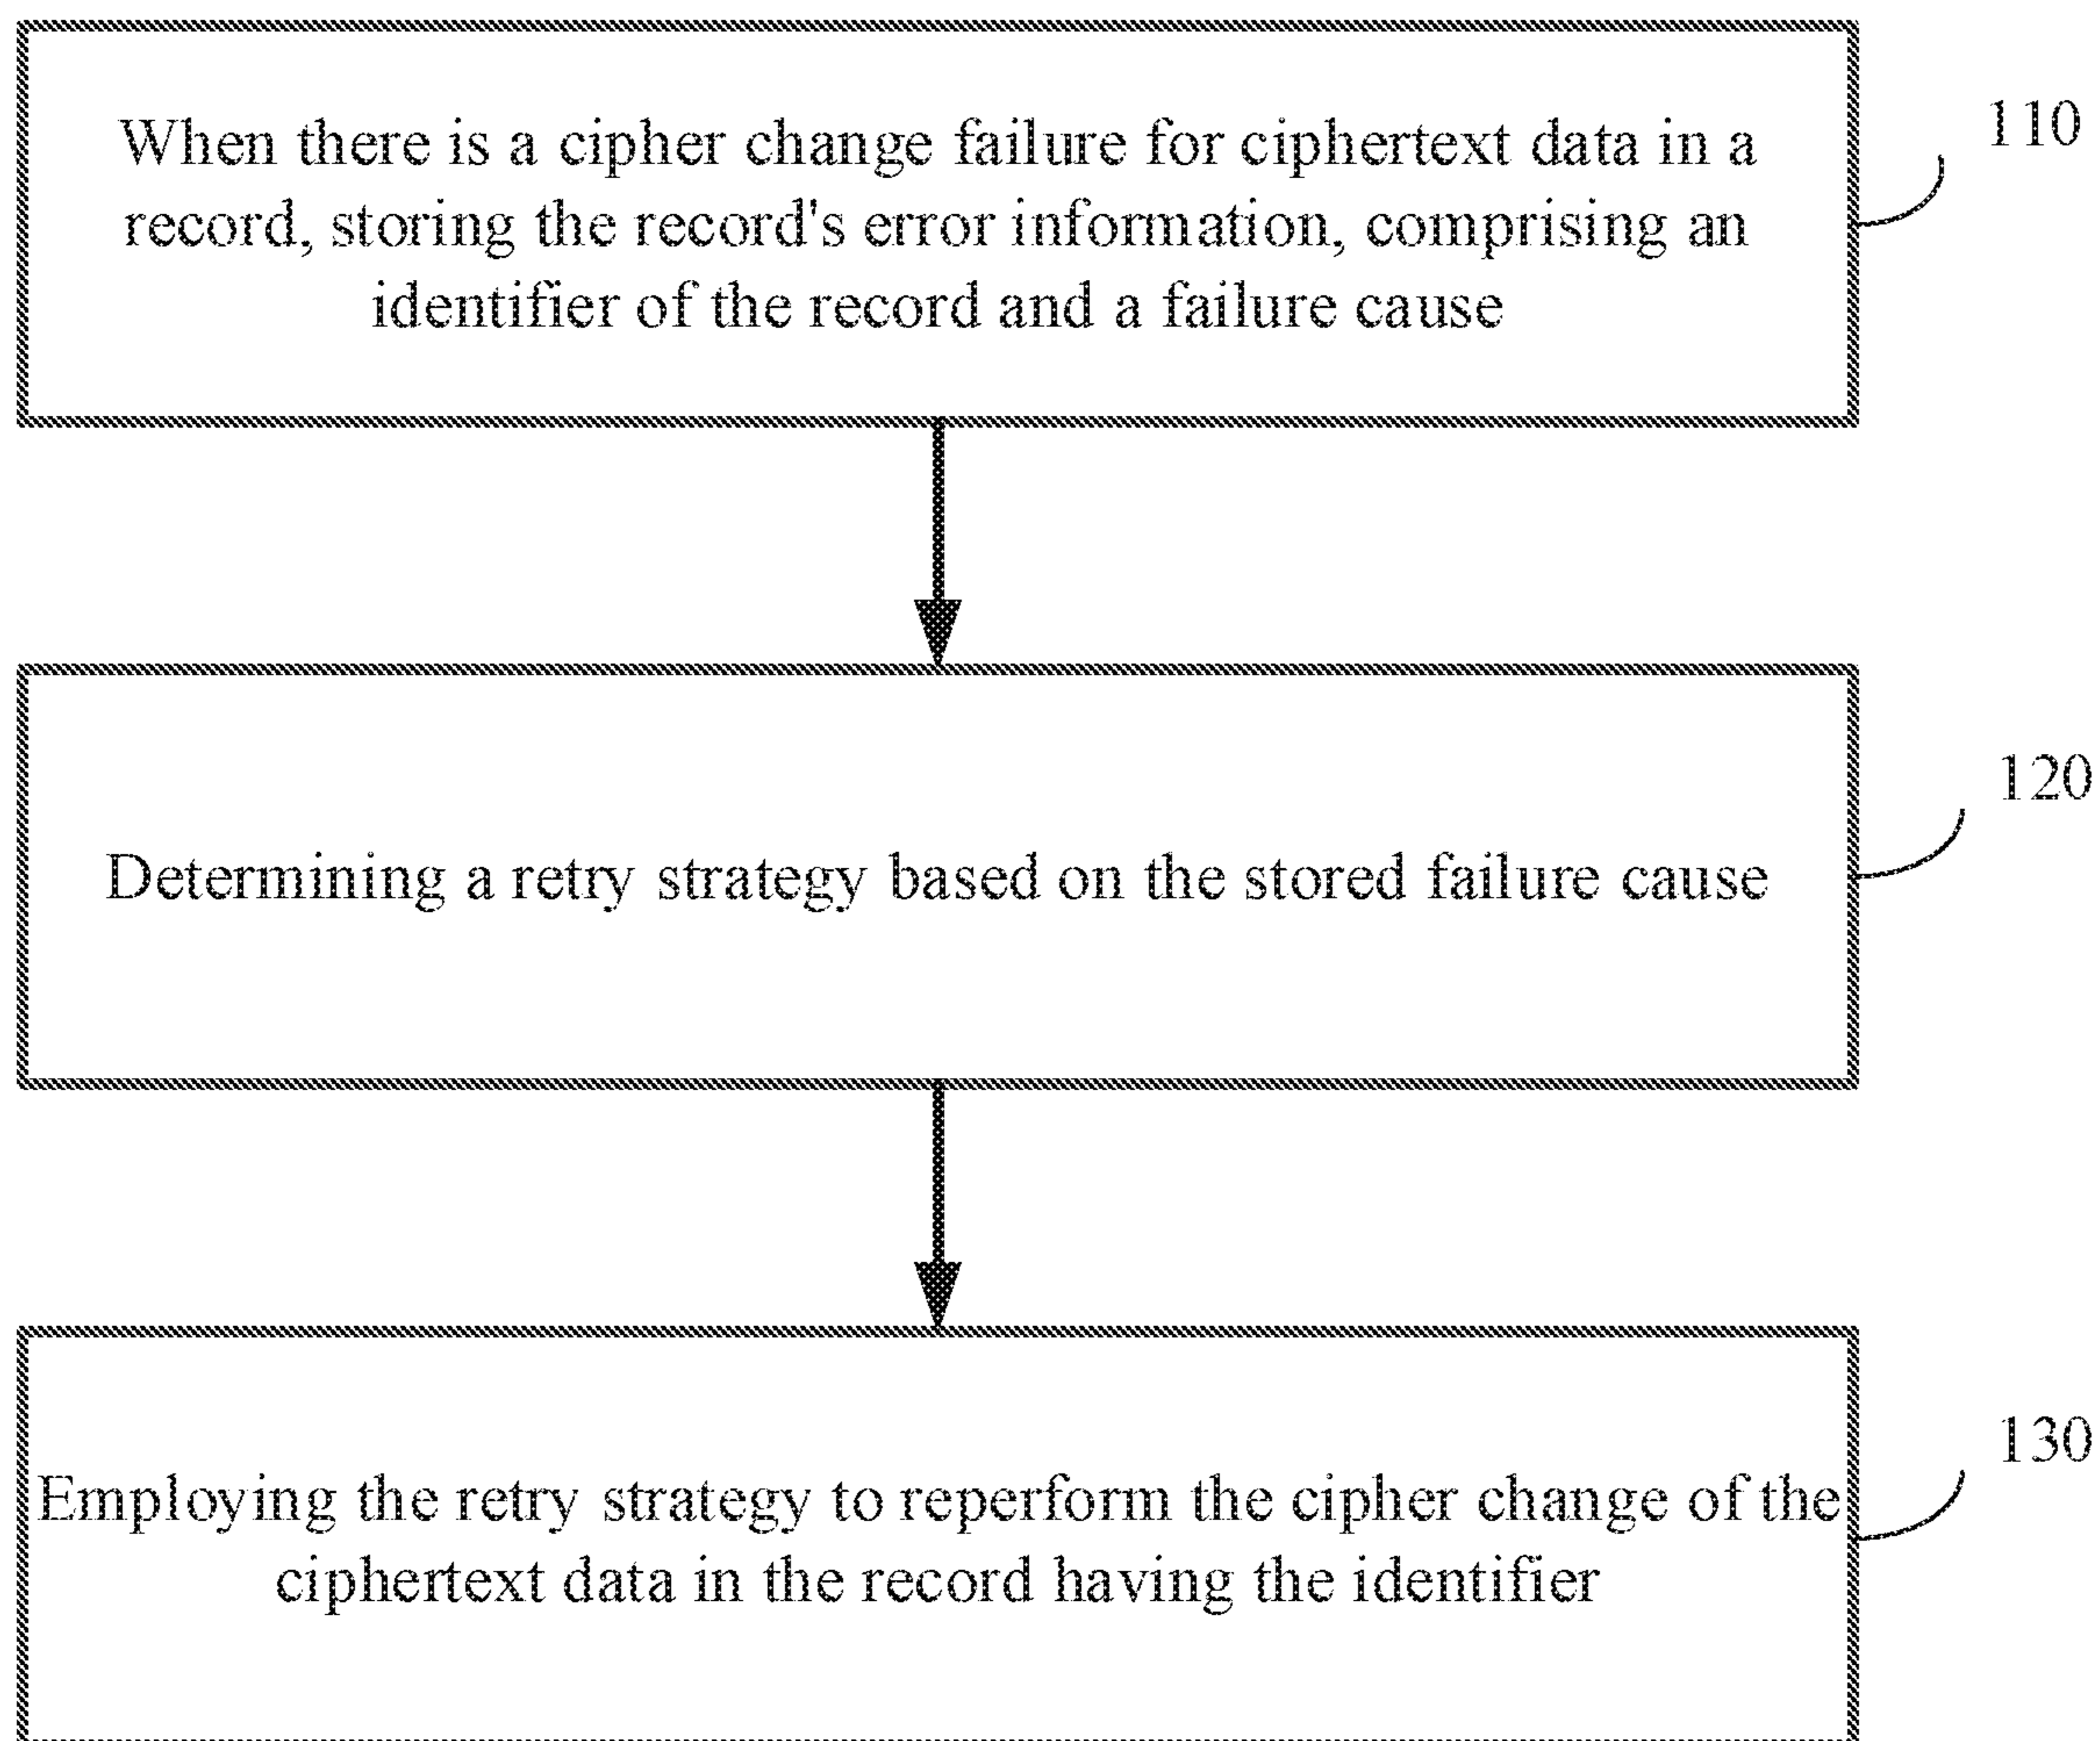 When there is a cipher change failure for ciphertext data in a
record, storing the record's error information, comprising an
identifier of the record and a failure cause
110
Determining a retry strategy based on the stored failure cause
120
Employing the retry strategy to reperform the cipher change of the
ciphertext data in the record having the identifier
130